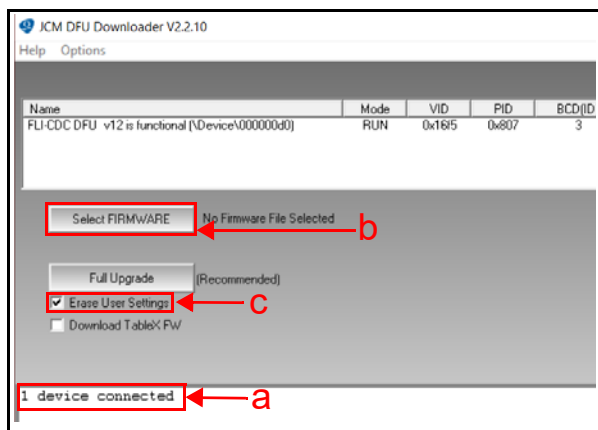 JCM DFU Downloader V2.2.10
Help Options
Name Mode VID PID BCD(ID
FLI-CDC DFU v12 is functional (\Device\000000d0) RUN 0x16f5 0x807 3
Select FIRMWARE No Firmware File Selected
b
Full Upgrade (Recommended)
Erase User Settings
c
Download TableX FW
1 device connected
a